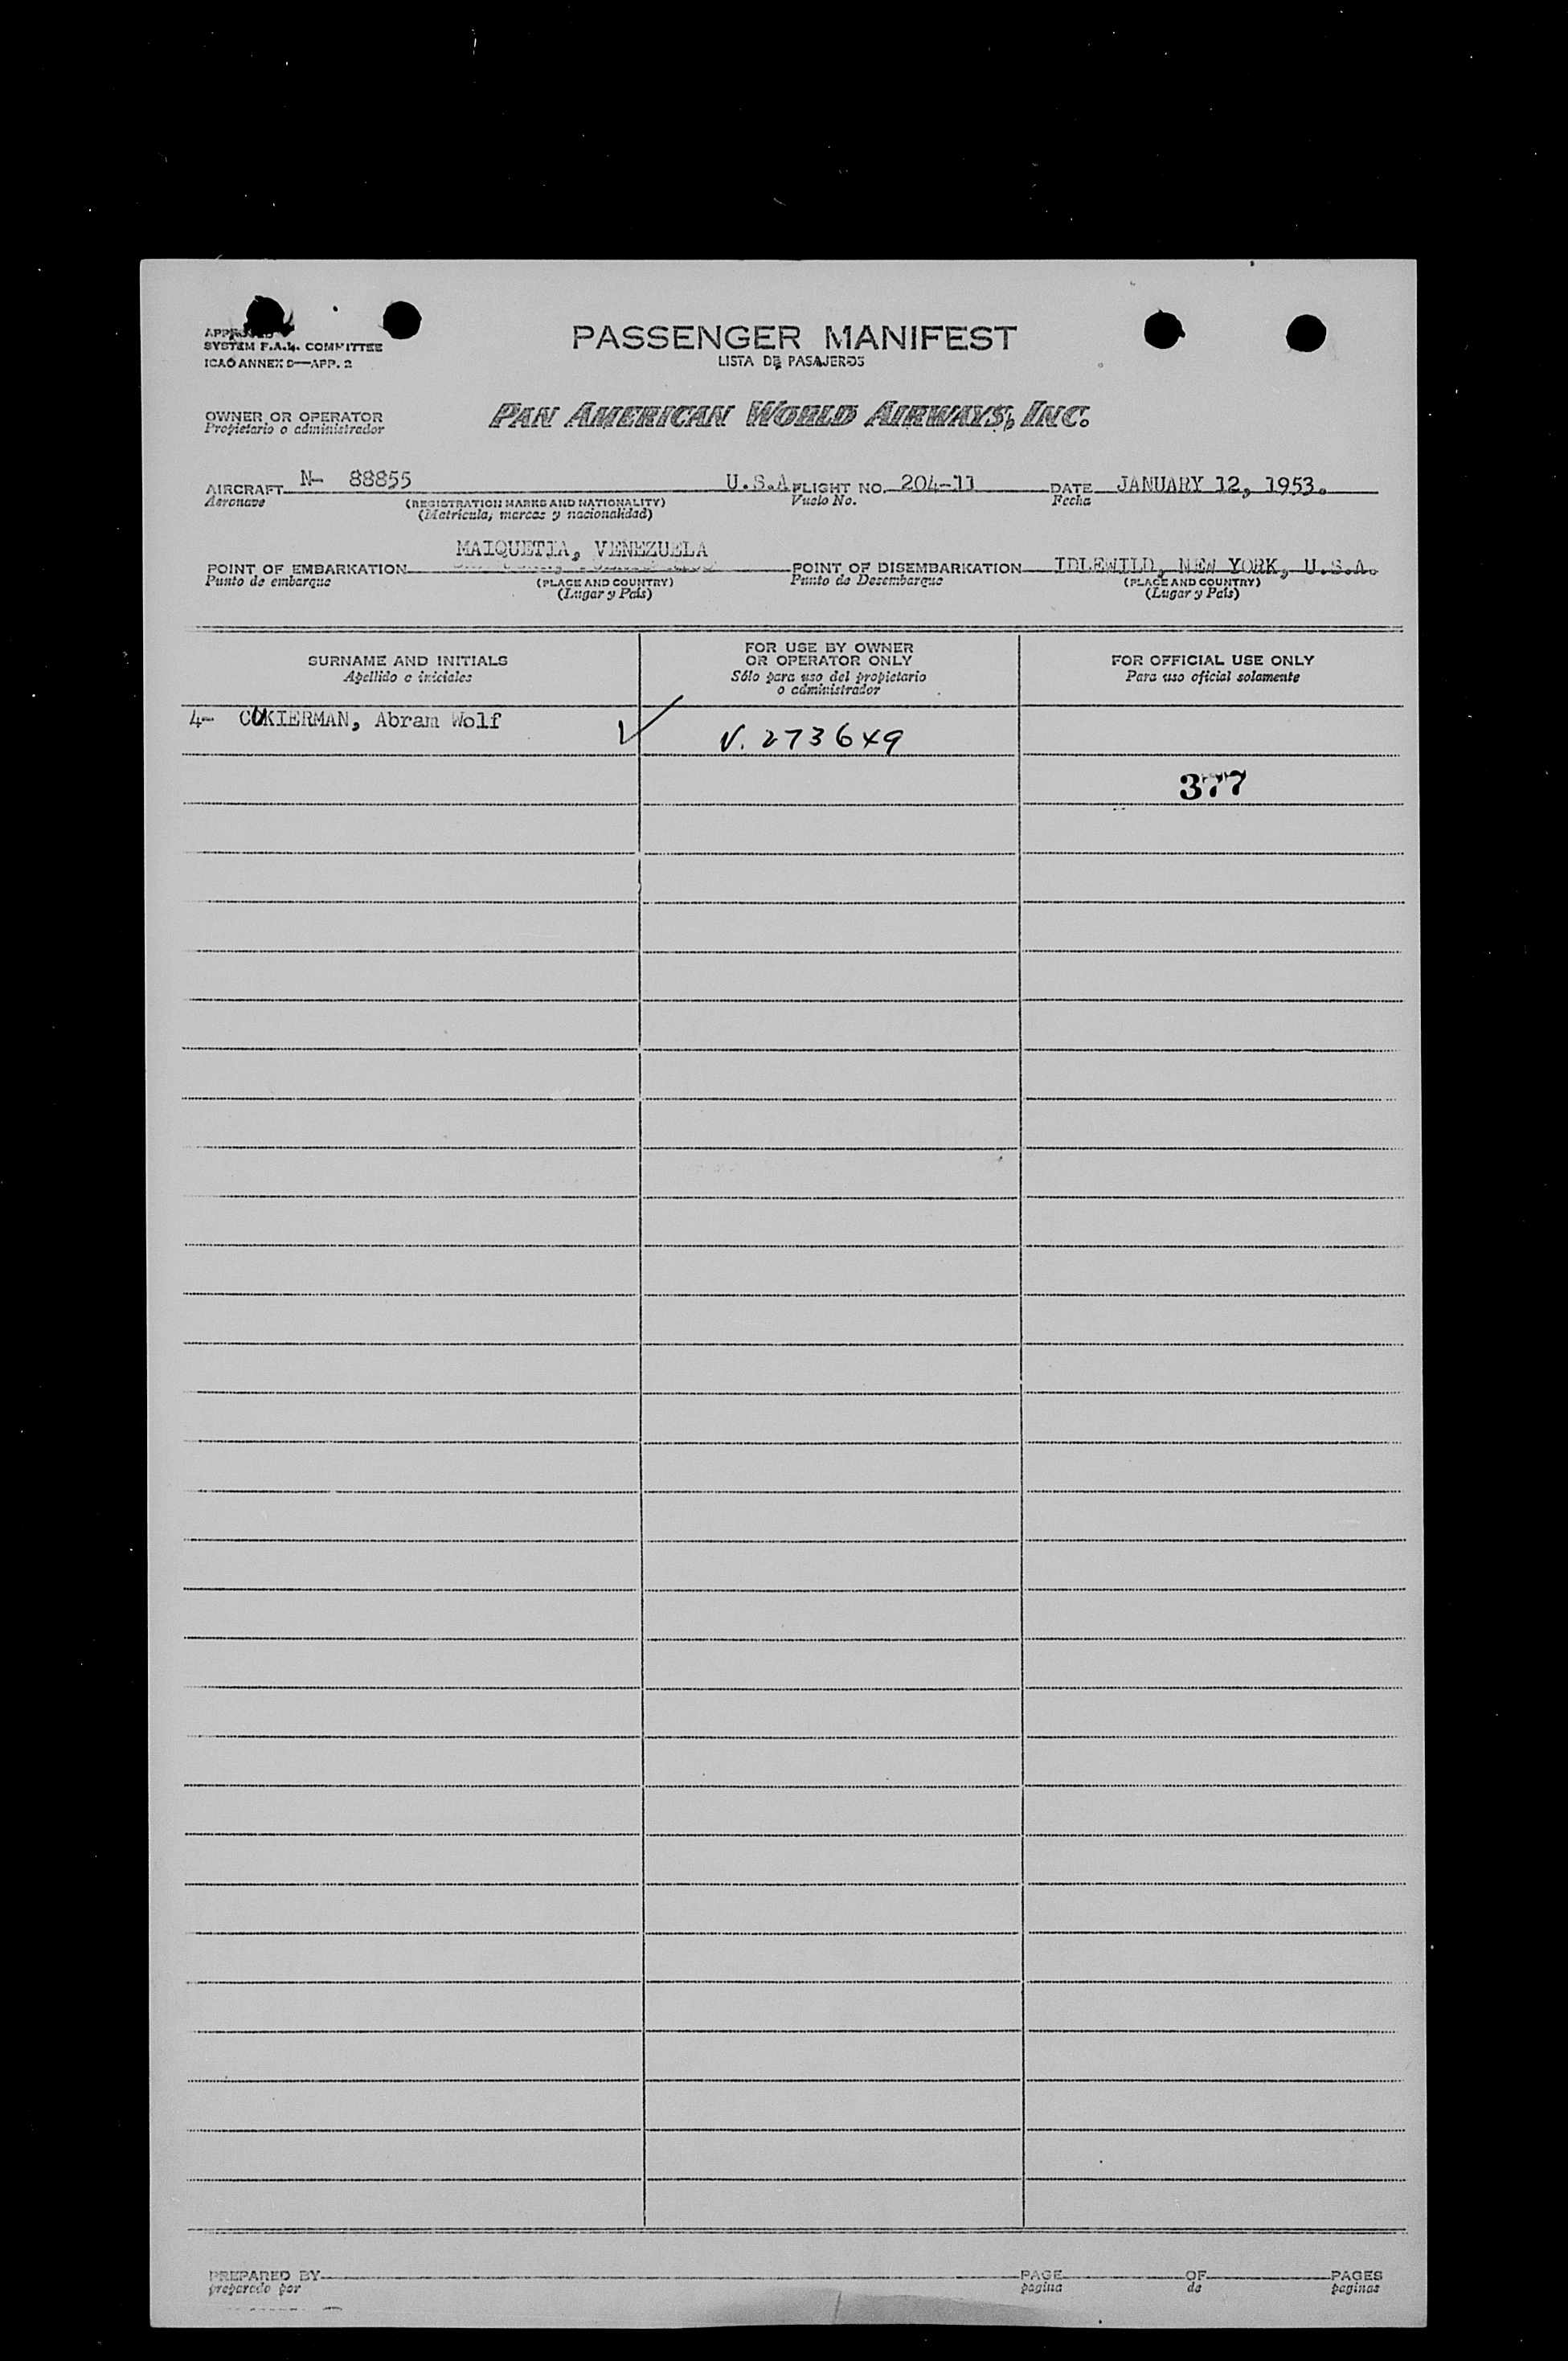 APPROVED
SYSTEM F.A.L. COMMITTEE
ICAO ANNEX 9—APP. 2
PASSENGER MANIFEST
LISTA DE PASAJEROS
OWNER OR OPERATOR
Propietario o administrador
PAN AMERICAN WORLD AIRWAYS, INC.
AIRCRAFT N- 88855 U.S.A. FLIGHT NO. 204-11 DATE JANUARY 12, 1953.
Aeronave (REGISTRATION MARKS AND NATIONALITY) Vuelo No. Fecha
(Matricula, marcas y nacionalidad)
MAIQUETIA, VENEZUELA
POINT OF EMBARKATION POINT OF DISEMBARKATION IDLEWILD, NEW YORK, U.S.A.
Punto de embarque (PLACE AND COUNTRY) Punto de Desembarque (PLACE AND COUNTRY)
(Lugar y País) (Lugar y País)
SURNAME AND INITIALS
Apellido e iniciales
FOR USE BY OWNER
OR OPERATOR ONLY
Sólo para uso del propietario
o administrador
FOR OFFICIAL USE ONLY
Para uso oficial solamente
4- CUKIERMAN, Abram Wolf ✓ V. 273649
377
PREPARED BY PAGE OF PAGES
preparado por pagina de paginas